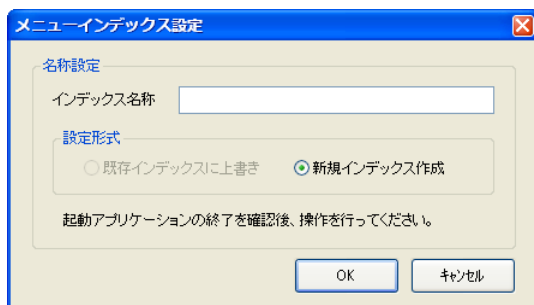 メニューインデックス設定
名称設定
インデックス名称
設定形式
既存インデックスに上書き
新規インデックス作成
起動アプリケーションの終了を確認後、操作を行ってください。
OK
キャンセル